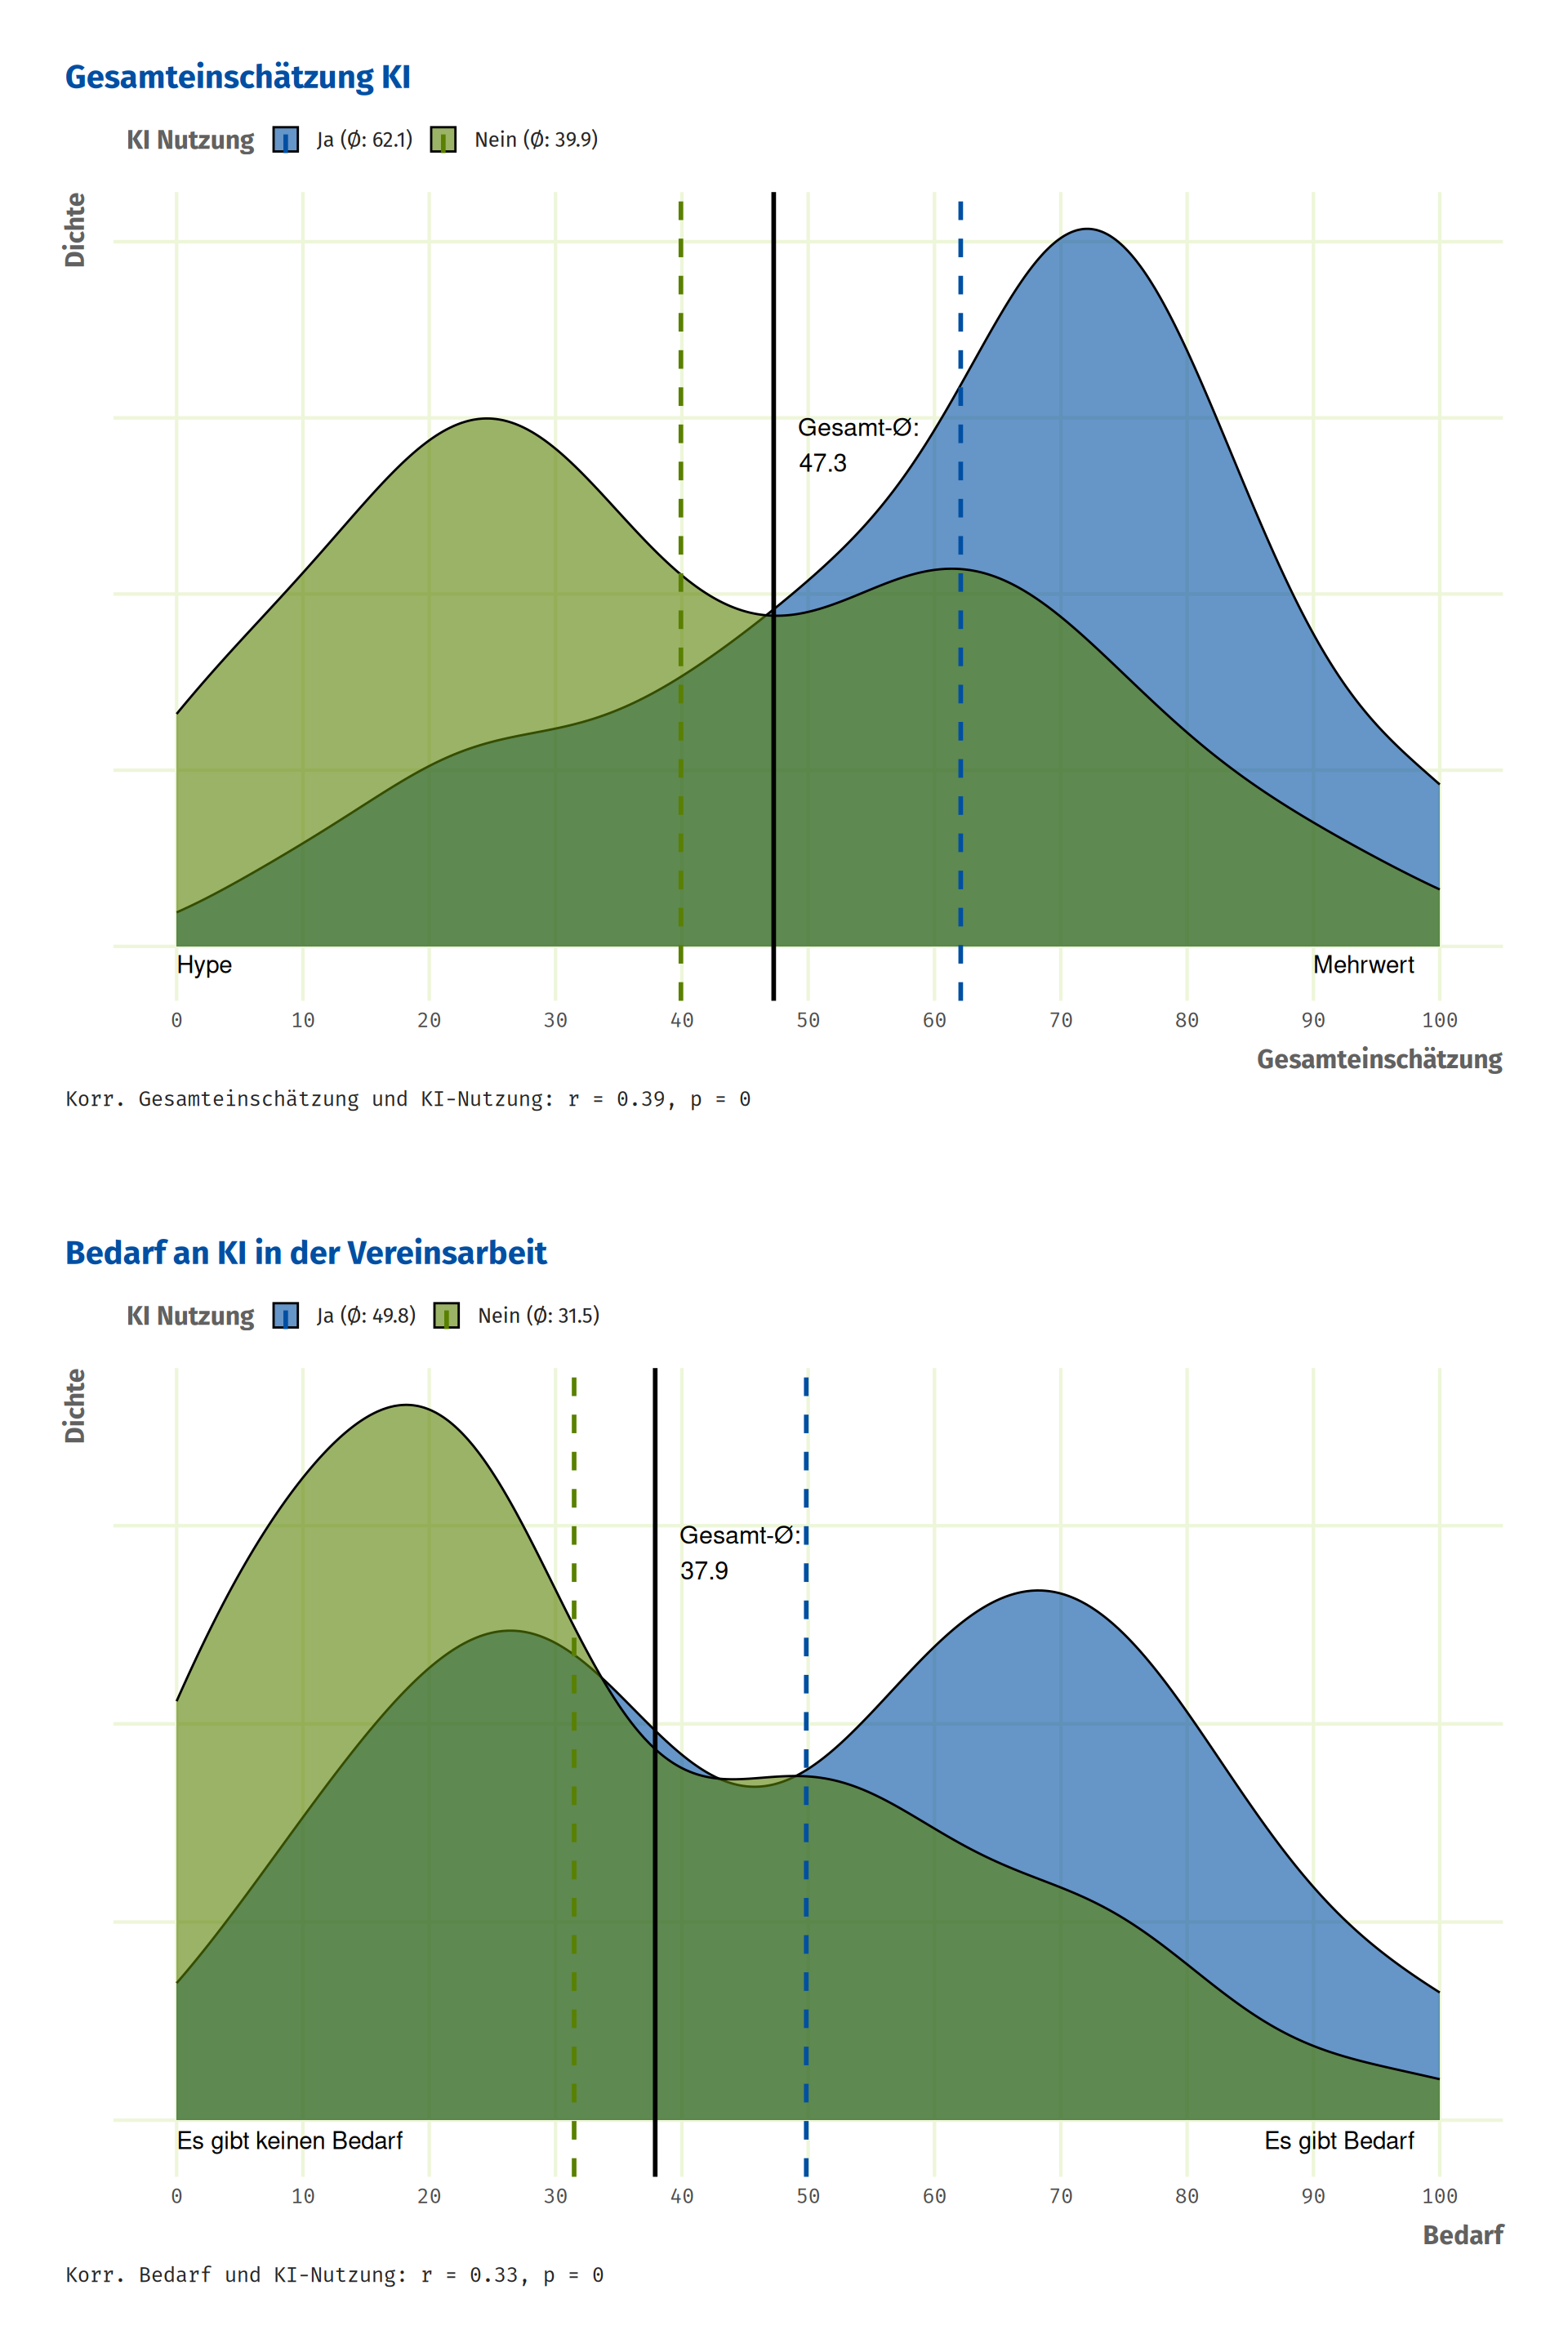 Gesamteinschätzung KI
KI Nutzung Ja (Ø: 62.1) Nein (Ø: 39.9)
Dichte
Gesamt-Ø:
47.3
Hype Mehrwert
0 10 20 30 40 50 60 70 80 90 100
Gesamteinschätzung
Korr. Gesamteinschätzung und KI-Nutzung: r = 0.39, p = 0
Bedarf an KI in der Vereinsarbeit
KI Nutzung Ja (Ø: 49.8) Nein (Ø: 31.5)
Dichte
Gesamt-Ø:
37.9
Es gibt keinen Bedarf Es gibt Bedarf
0 10 20 30 40 50 60 70 80 90 100
Bedarf
Korr. Bedarf und KI-Nutzung: r = 0.33, p = 0